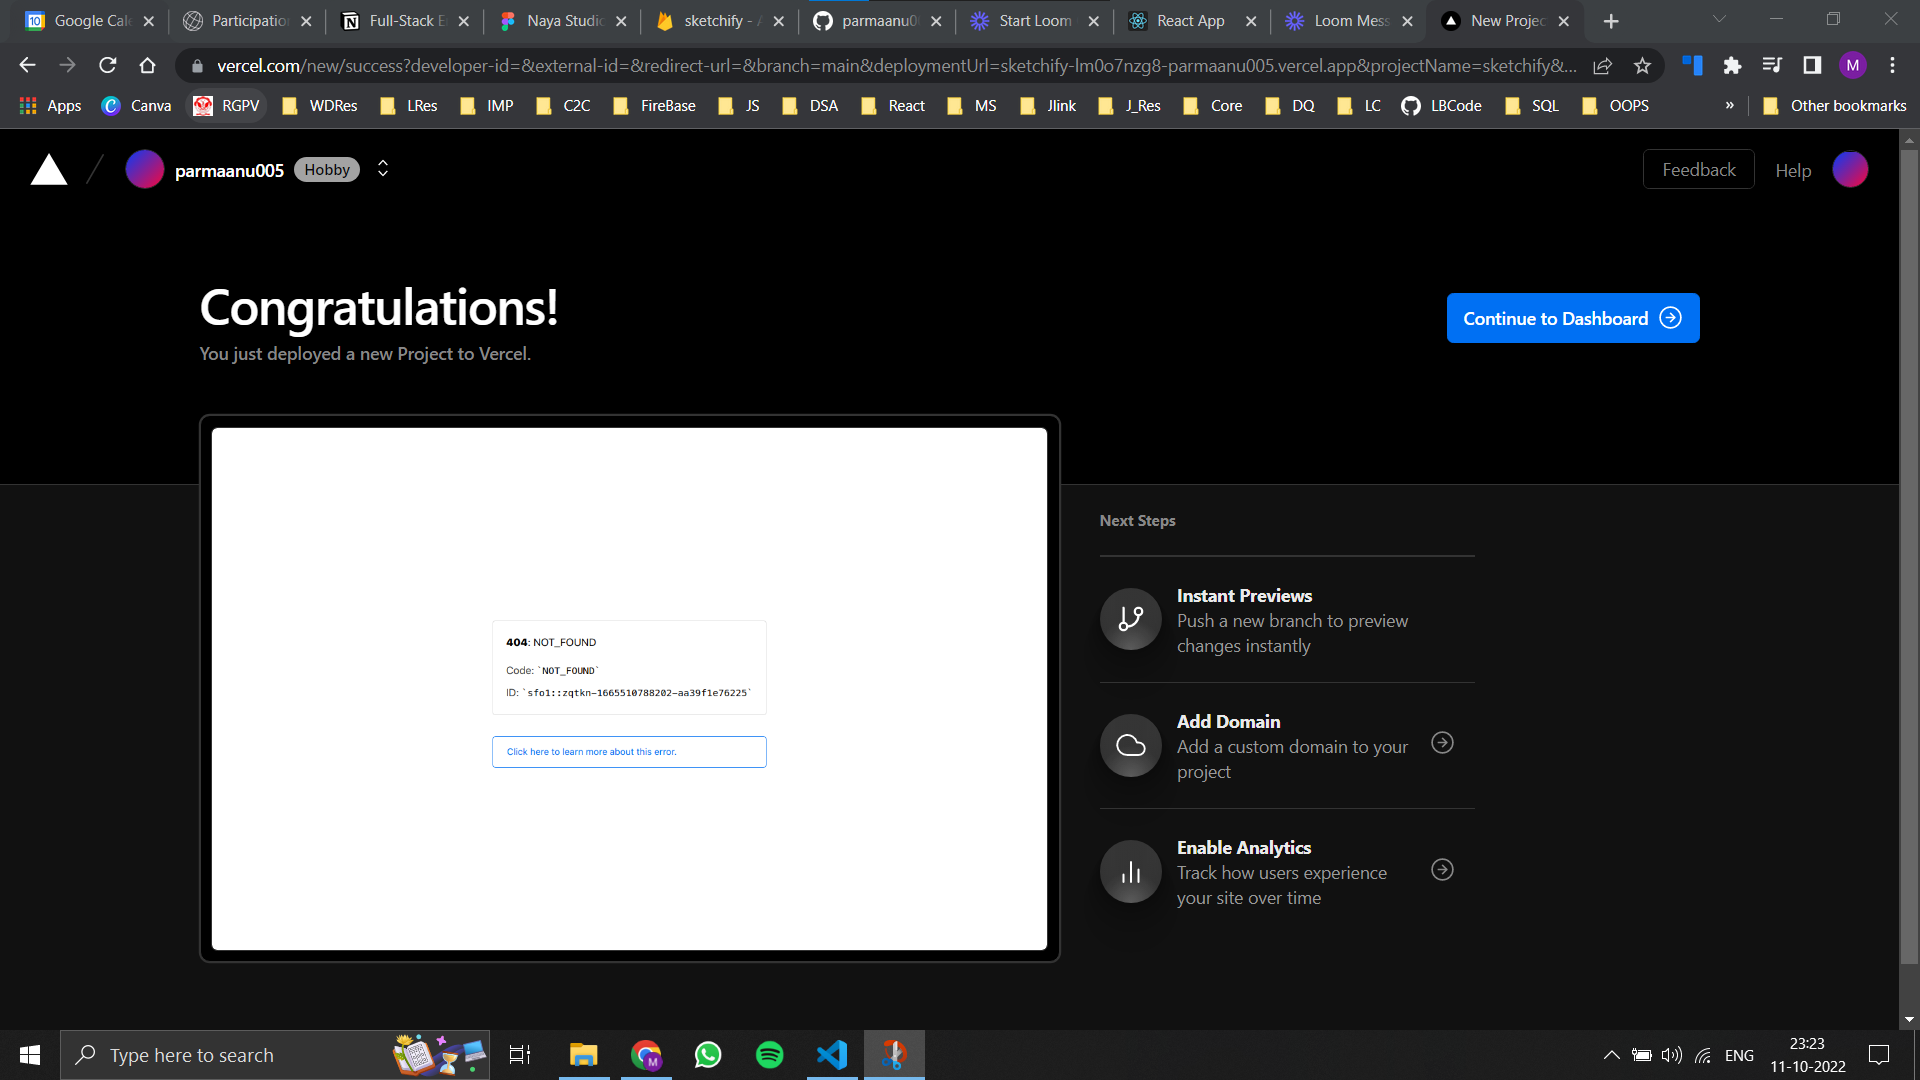 Google Cal
Participation
Full-Stack E
Naya Studio
sketchify - A
parmaanu0
Start Loom
React App
Loom Mess
New Project
vercel.com/new/success?developer-id=&external-id=&redirect-url=&branch=main&deploymentUrl=sketchify-lm0o7nzg8-parmaanu005.vercel.app&projectName=sketchify&...
M
Apps
Canva
RGPV
WDRes
LRes
IMP
C2C
FireBase
JS
DSA
React
MS
Jlink
J_Res
Core
DQ
LC
LBCode
SQL
OOPS
»
Other bookmarks
parmaanu005
Hobby
Feedback
Help
Congratulations!
You just deployed a new Project to Vercel.
Continue to Dashboard
404: NOT_FOUND
Code: `NOT_FOUND`
ID: `sfo1::zqtkn-1665510788202-aa39f1e76225`
Click here to learn more about this error.
Next Steps
Instant Previews
Push a new branch to preview
changes instantly
Add Domain
Add a custom domain to your
project
Enable Analytics
Track how users experience
your site over time
Type here to search
M
ENG
23:23
11-10-2022